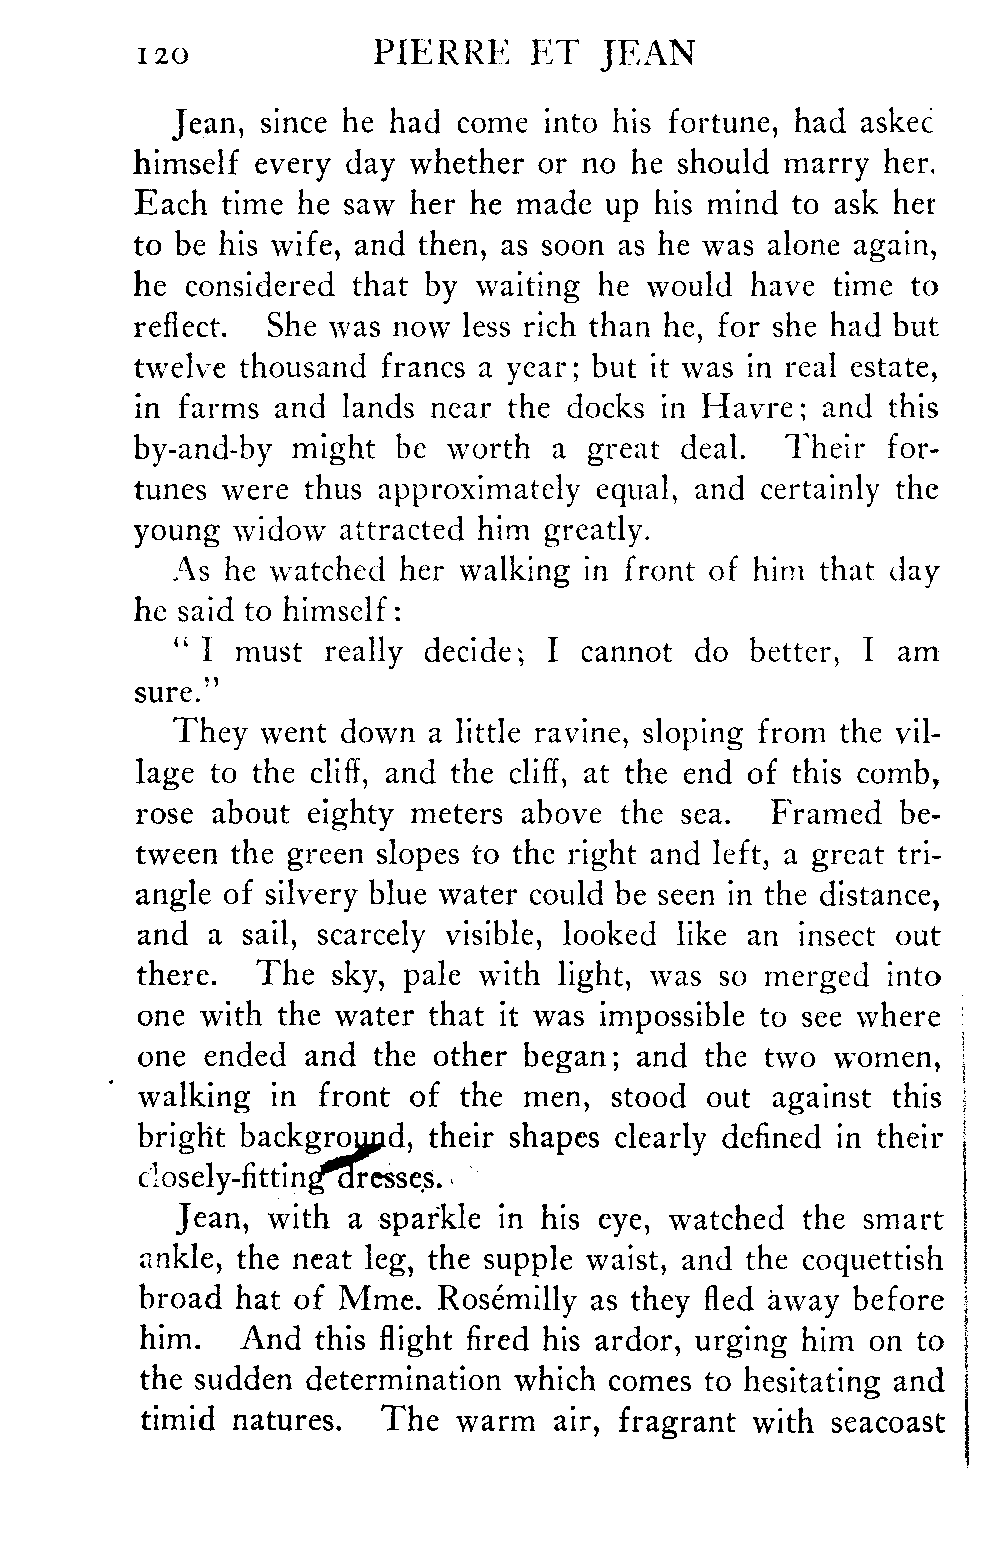 120 PIERRE ET JEAN
Jean, since he had come into his fortune, had asked
himself every day whether or no he should marry her.
Each time he saw her he made up his mind to ask her
to be his wife, and then, as soon as he was alone again,
he considered that by waiting he would have time to
reflect. She was now less rich than he, for she had but
twelve thousand francs a year; but it was in real estate,
in farms and lands near the docks in Havre; and this
by-and-by might be worth a great deal. Their for-
tunes were thus approximately equal, and certainly the
young widow attracted him greatly.
As he watched her walking in front of him that day
he said to himself:
“I must really decide; I cannot do better, I am
sure.”
They went down a little ravine, sloping from the vil-
lage to the cliff, and the cliff, at the end of this comb,
rose about eighty meters above the sea. Framed be-
tween the green slopes to the right and left, a great tri-
angle of silvery blue water could be seen in the distance,
and a sail, scarcely visible, looked like an insect out
there. The sky, pale with light, was so merged into
one with the water that it was impossible to see where
one ended and the other began; and the two women,
walking in front of the men, stood out against this
bright background, their shapes clearly defined in their
closely-fitting dresses.
Jean, with a sparkle in his eye, watched the smart
ankle, the neat leg, the supple waist, and the coquettish
broad hat of Mme. Rosémilly as they fled away before
him. And this flight fired his ardor, urging him on to
the sudden determination which comes to hesitating and
timid natures. The warm air, fragrant with seacoast